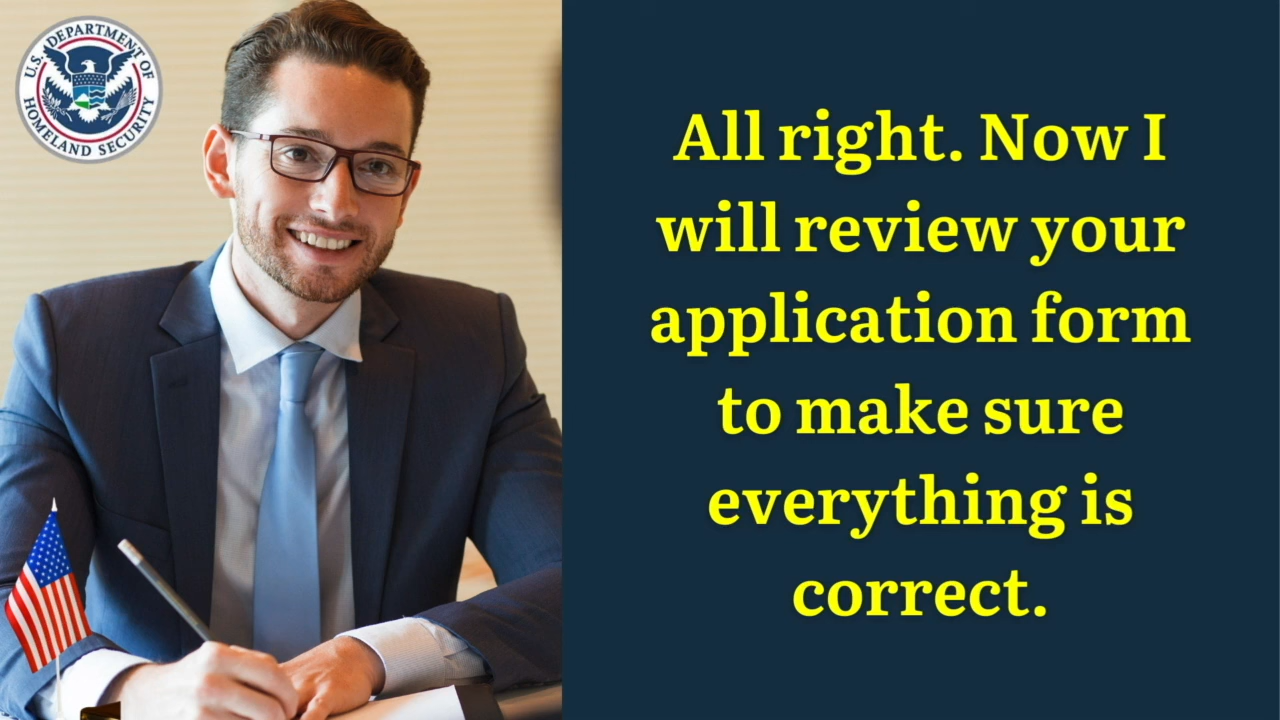 U.S. DEPARTMENT OF
HOMELAND SECURITY
All right. Now I
will review your
application form
to make sure
everything is
correct.